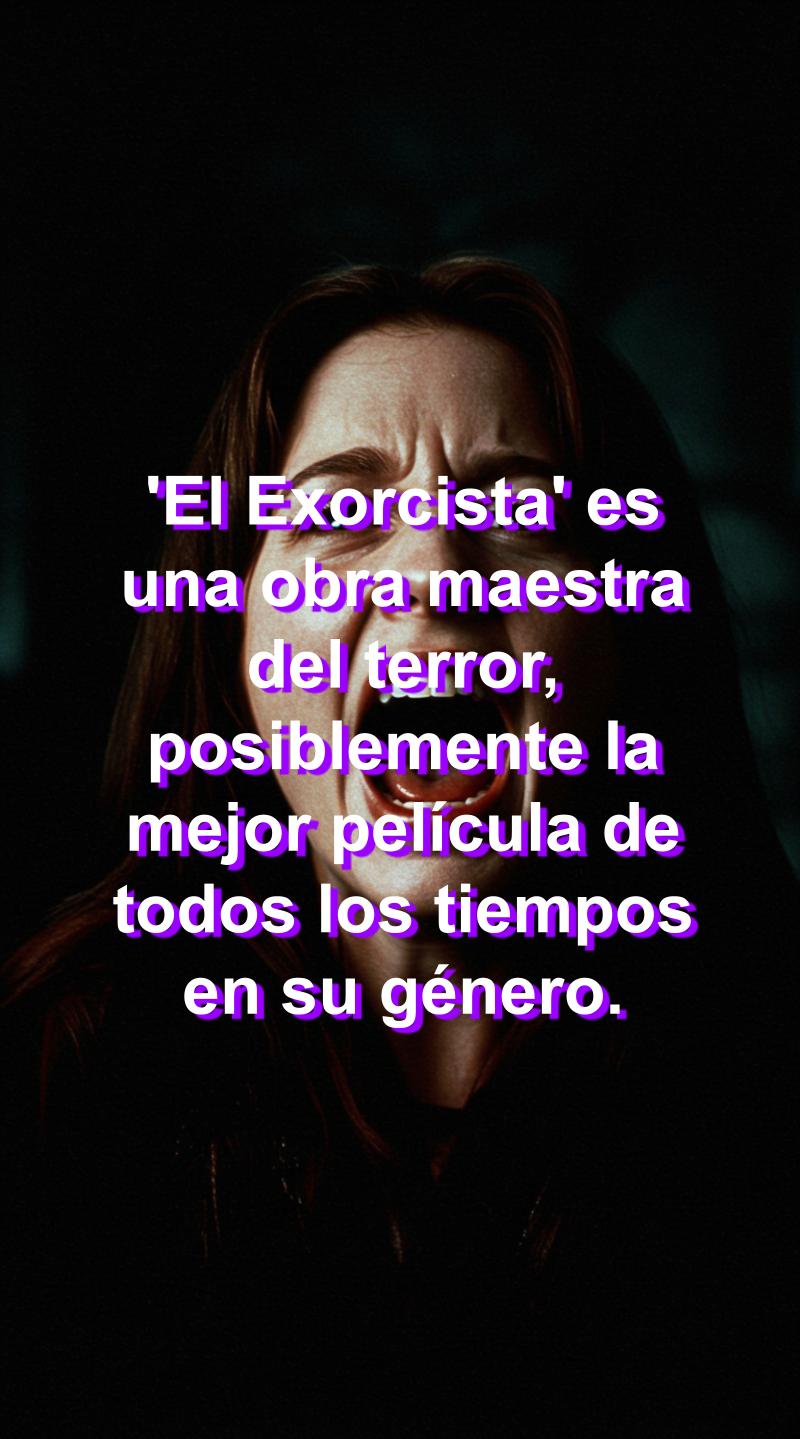 'El Exorcista' es
una obra maestra
del terror,
posiblemente la
mejor película de
todos los tiempos
en su género.